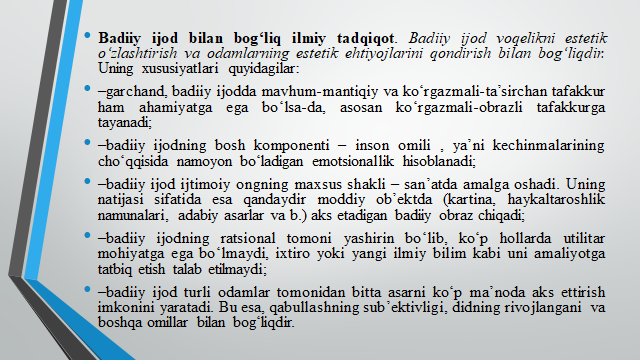 • Badiiy ijod bilan bog‘liq ilmiy tadqiqot. Badiiy ijod voqelikni estetik
o‘zlashtirish va odamlarning estetik ehtiyojlarini qondirish bilan bog‘liqdir.
Uning xususiyatlari quyidagilar:
• –garchand, badiiy ijodda mavhum-mantiqiy va ko‘rgazmali-ta’sirchan tafakkur
ham ahamiyatga ega bo‘lsa-da, asosan ko‘rgazmali-obrazli tafakkurga
tayanadi;
• –badiiy ijodning bosh komponenti – inson omili , ya’ni kechinmalarining
cho‘qqisida namoyon bo‘ladigan emotsionallik hisoblanadi;
• –badiiy ijod ijtimoiy ongning maxsus shakli – san’atda amalga oshadi. Uning
natijasi sifatida esa qandaydir moddiy ob’ektda (kartina, haykaltaroshlik
namunalari, adabiy asarlar va b.) aks etadigan badiiy obraz chiqadi;
• –badiiy ijodning ratsional tomoni yashirin bo‘lib, ko‘p hollarda utilitar
mohiyatga ega bo‘lmaydi, ixtiro yoki yangi ilmiy bilim kabi uni amaliyotga
tatbiq etish talab etilmaydi;
• –badiiy ijod turli odamlar tomonidan bitta asarni ko‘p ma’noda aks ettirish
imkonini yaratadi. Bu esa, qabullashning sub’ektivligi, didning rivojlangani va
boshqa omillar bilan bog‘liqdir.